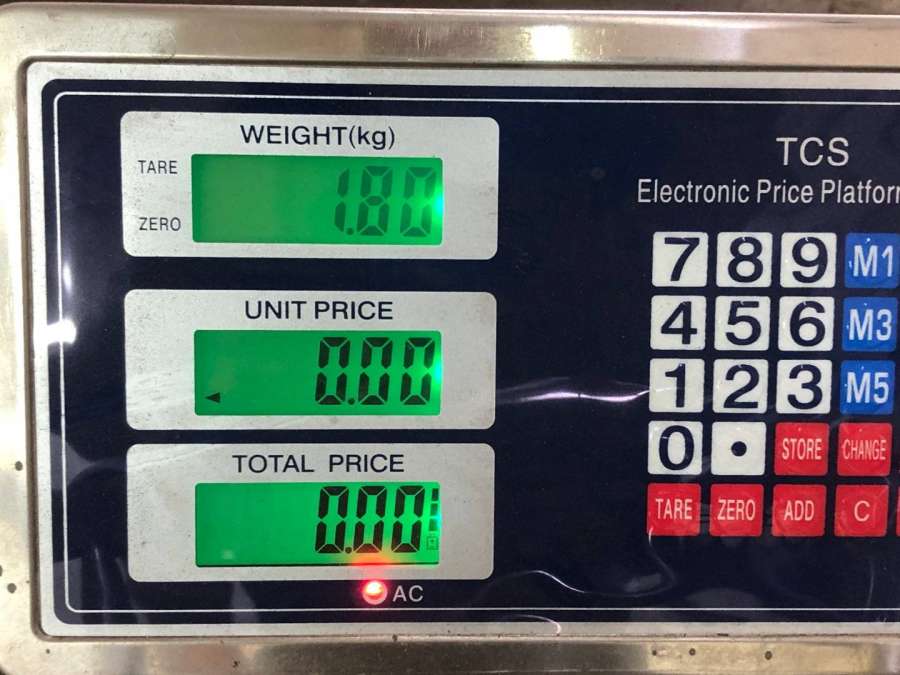 WEIGHT(kg)
TARE
1.80
ZERO
UNIT PRICE
0.00
TOTAL PRICE
0.00
AC
TCS
Electronic Price Platfor
7 8 9 M1
4 5 6 M3
1 2 3 M5
0 • STORE CHANGE
TARE ZERO ADD C